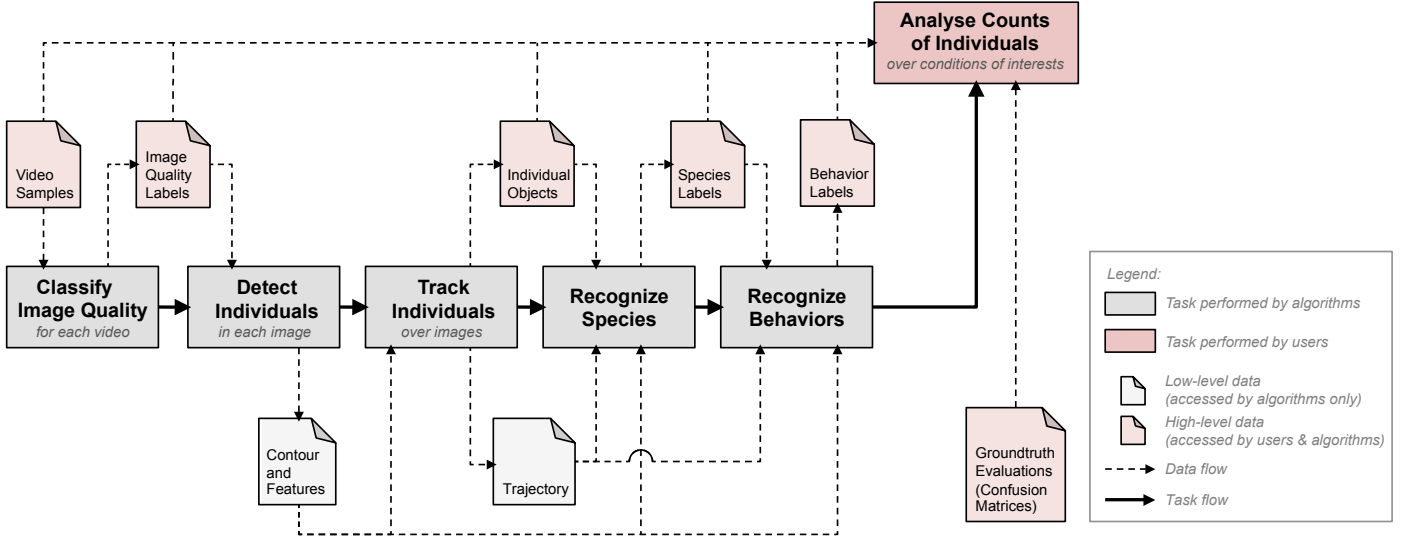 Analyse Counts
of Individuals
over conditions of interests
Video
Samples
Image
Quality
Labels
Individual
Objects
Species
Labels
Behavior
Labels
Classify
Image Quality
for each video
Detect
Individuals
in each image
Track
Individuals
over images
Recognize
Species
Recognize
Behaviors
Contour
and
Features
Trajectory
Groundtruth
Evaluations
(Confusion
Matrices)
Legend:
Task performed by algorithms
Task performed by users
Low-level data
(accessed by algorithms only)
High-level data
(accessed by users & algorithms)
Data flow
Task flow